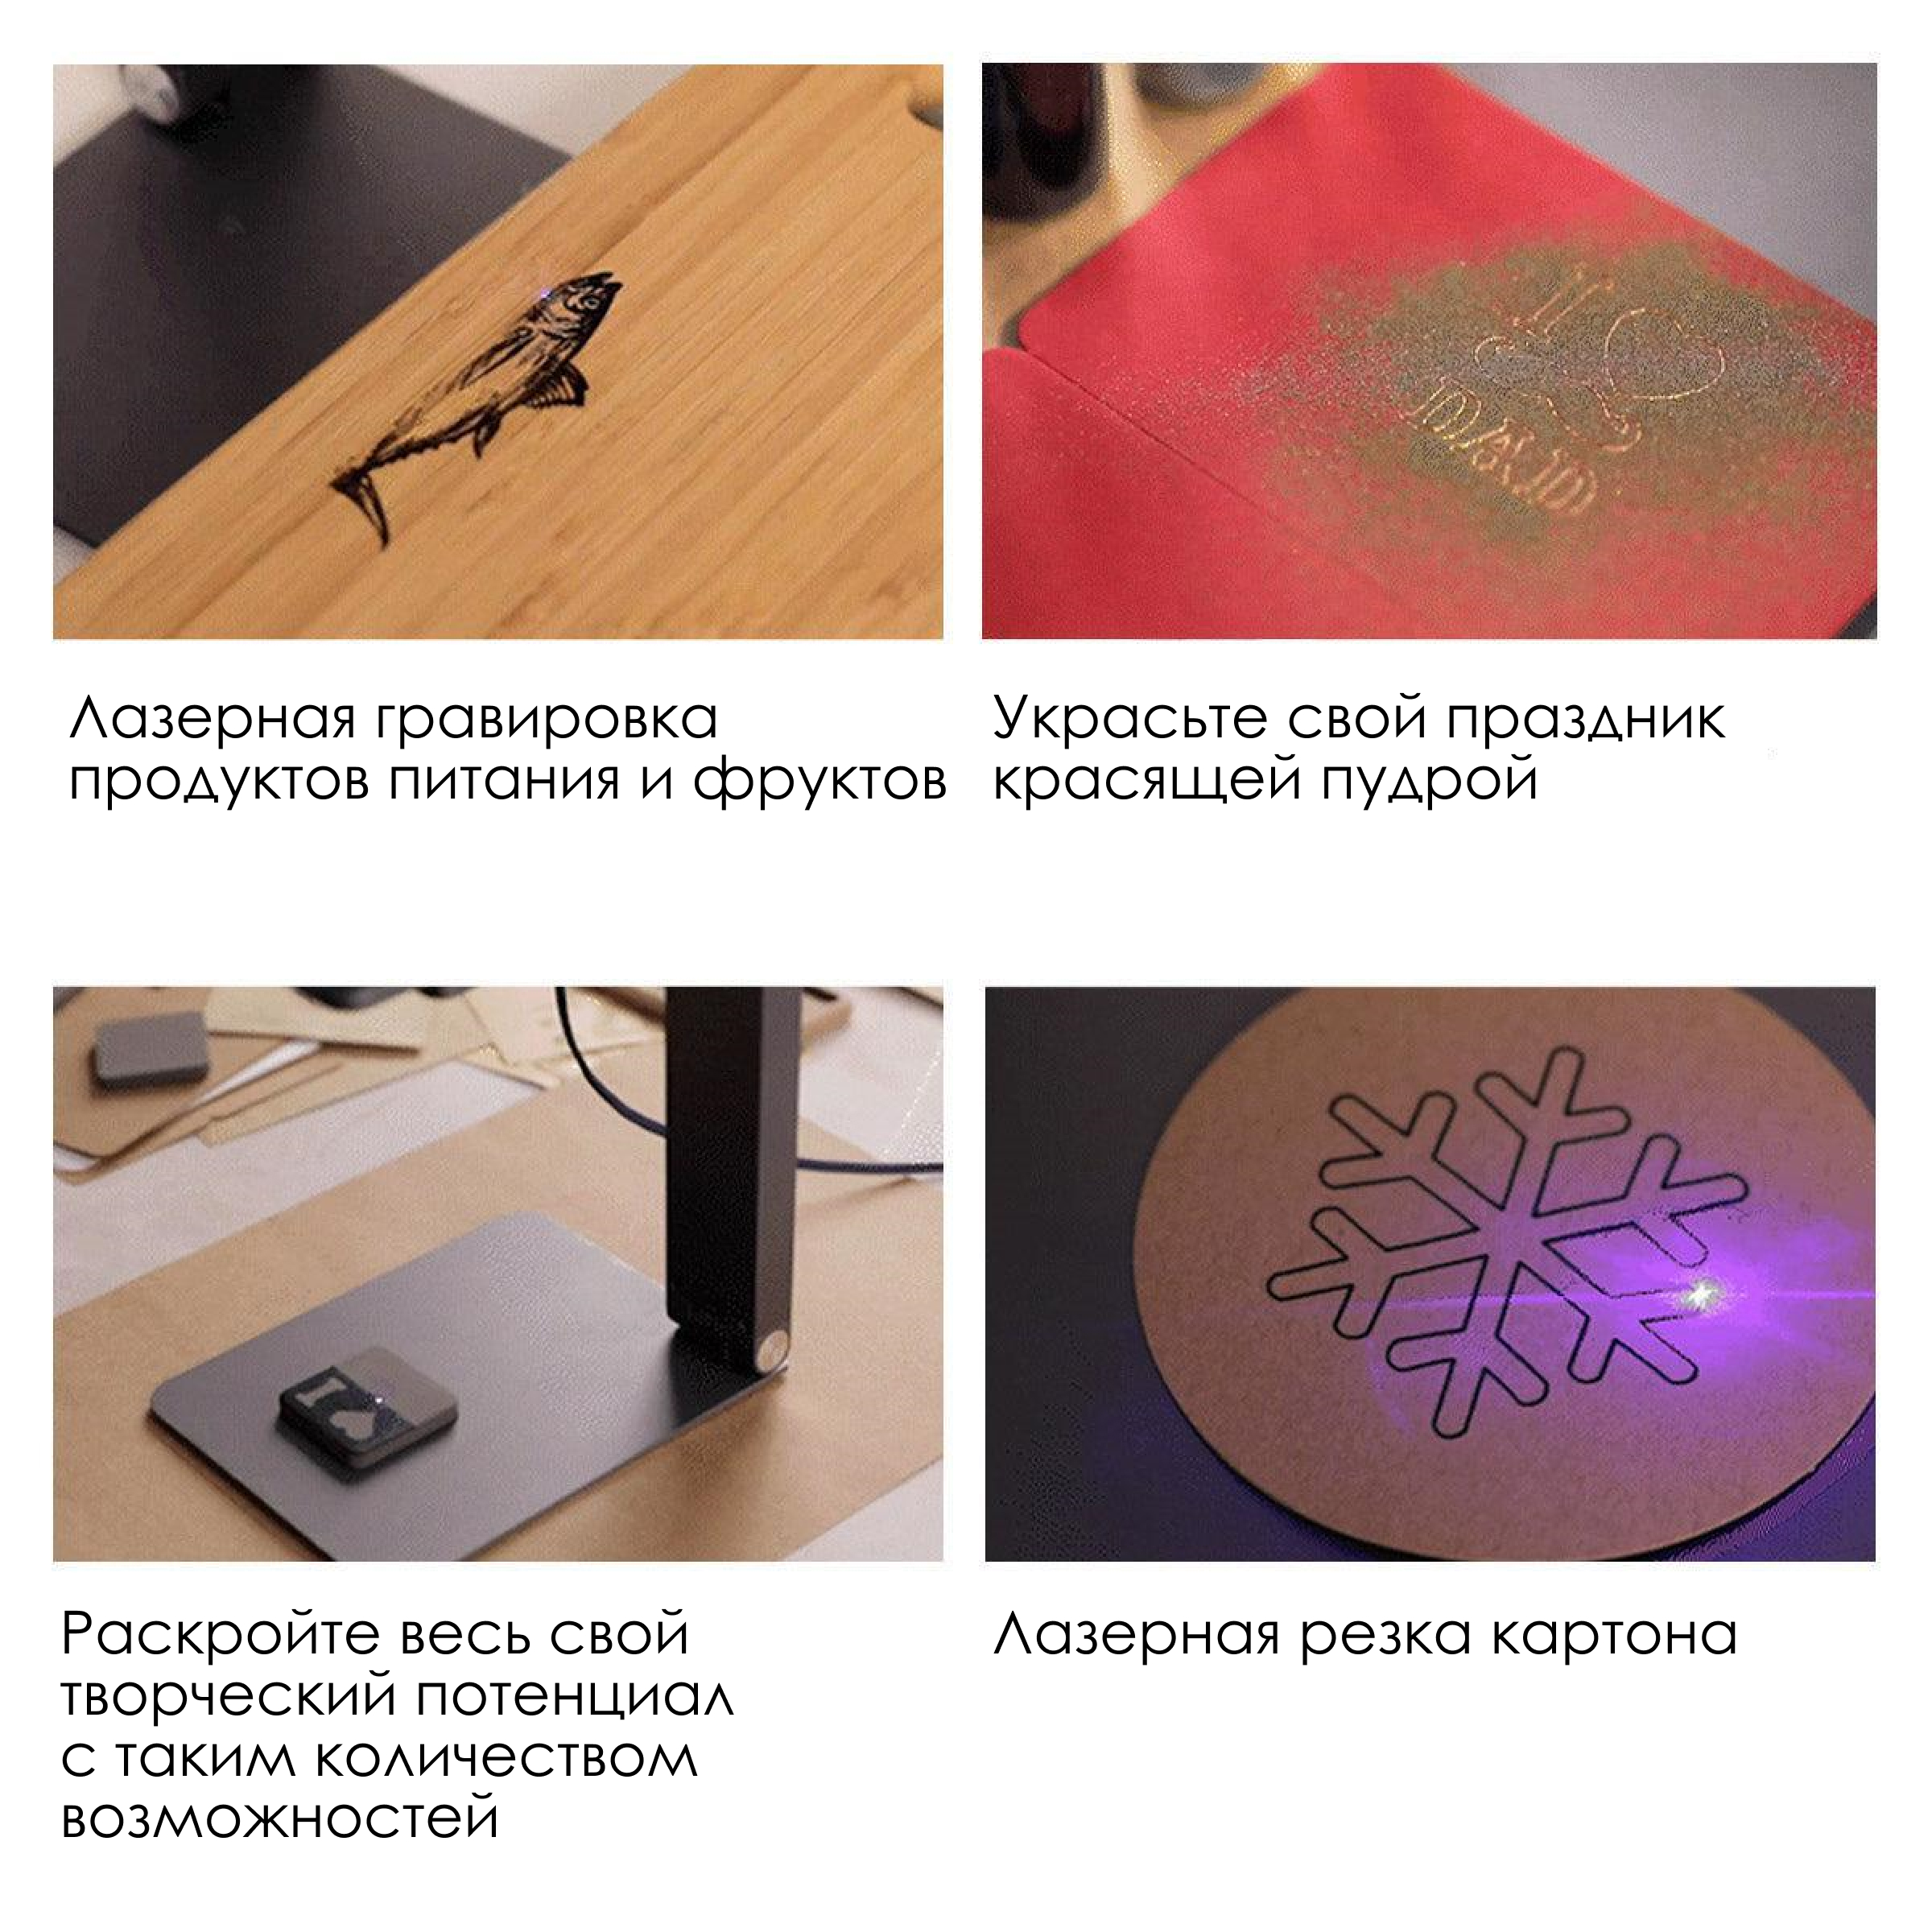 Лазерная гравировка
продуктов питания и фруктов
Украсьте свой праздник
красящей пудрой
Раскройте весь свой
творческий потенциал
с таким количеством
возможностей
Лазерная резка картона